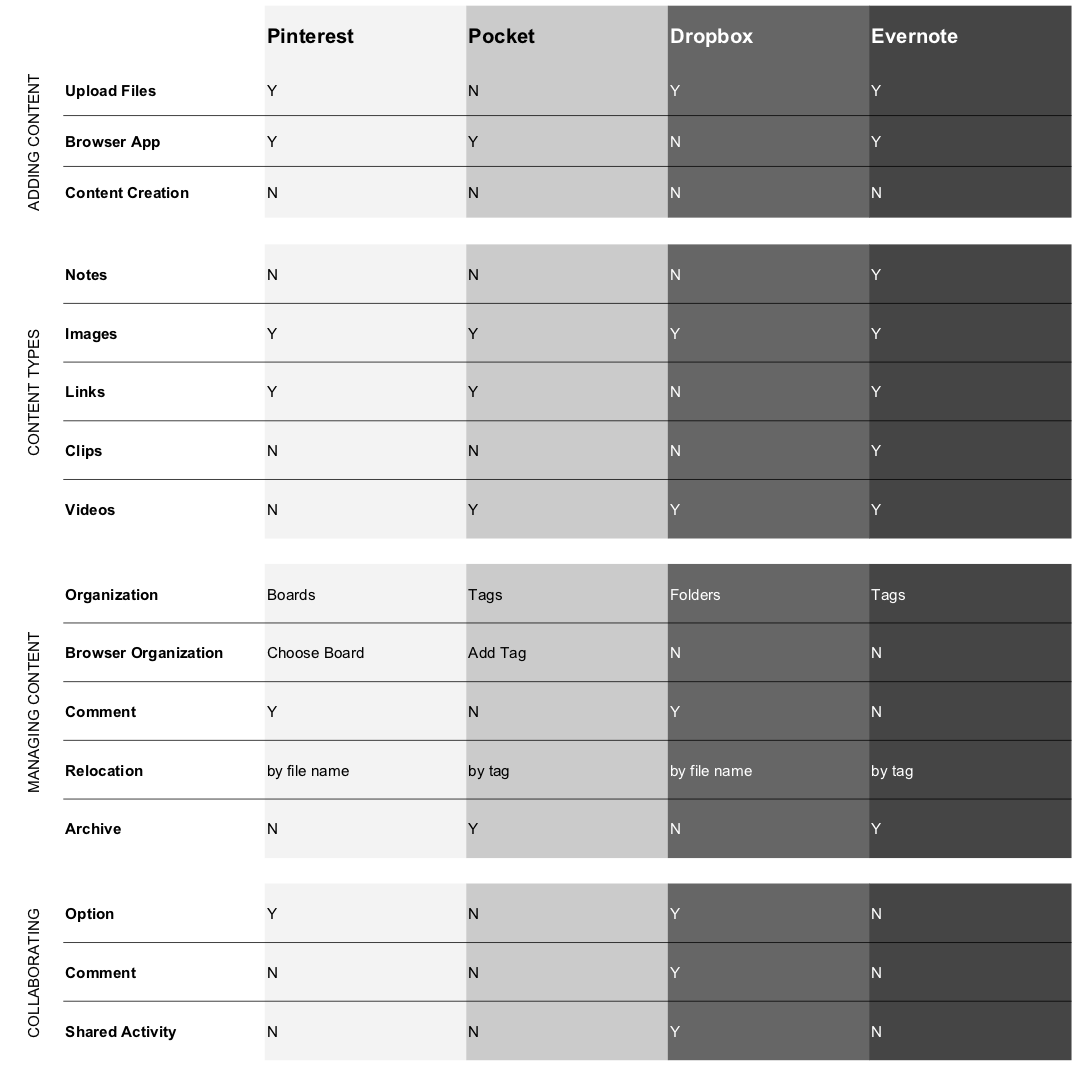 Pinterest Pocket Dropbox Evernote
ADDING CONTENT
Upload Files Y N Y Y
Browser App Y Y N Y
Content Creation N N N N
CONTENT TYPES
Notes N N N Y
Images Y Y Y Y
Links Y Y N Y
Clips N N N Y
Videos N Y Y Y
MANAGING CONTENT
Organization Boards Tags Folders Tags
Browser Organization Choose Board Add Tag N N
Comment Y N Y N
Relocation by file name by tag by file name by tag
Archive N Y N Y
COLLABORATING
Option Y N Y N
Comment N N Y N
Shared Activity N N Y N